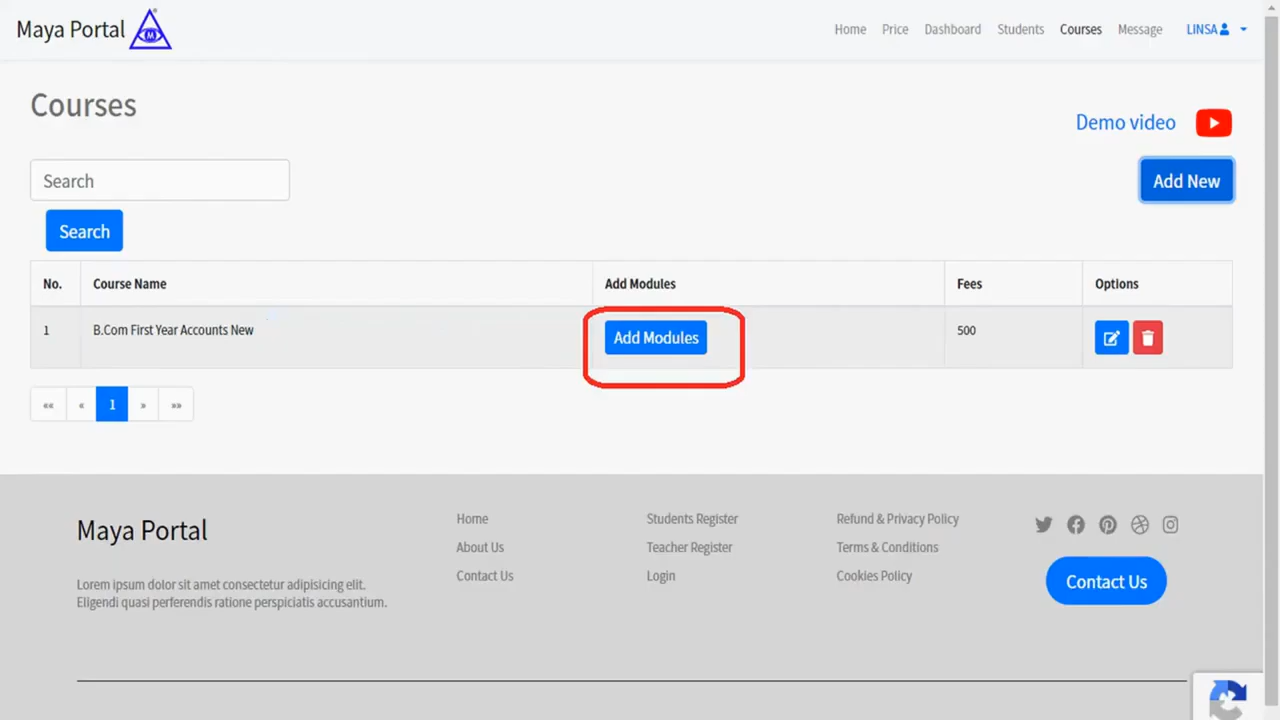 Maya Portal M
Home Price Dashboard Students Courses Message LINSA
Courses
Demo video
Search
Add New
Search
No. Course Name Add Modules Fees Options
1 B.Com First Year Accounts New Add Modules 500
«« « 1 » »»
Maya Portal
Lorem ipsum dolor sit amet consectetur adipisicing elit.
Eligendi quasi perferendis ratione perspiciatis accusantium.
Home
About Us
Contact Us
Students Register
Teacher Register
Login
Refund & Privacy Policy
Terms & Conditions
Cookies Policy
Contact Us